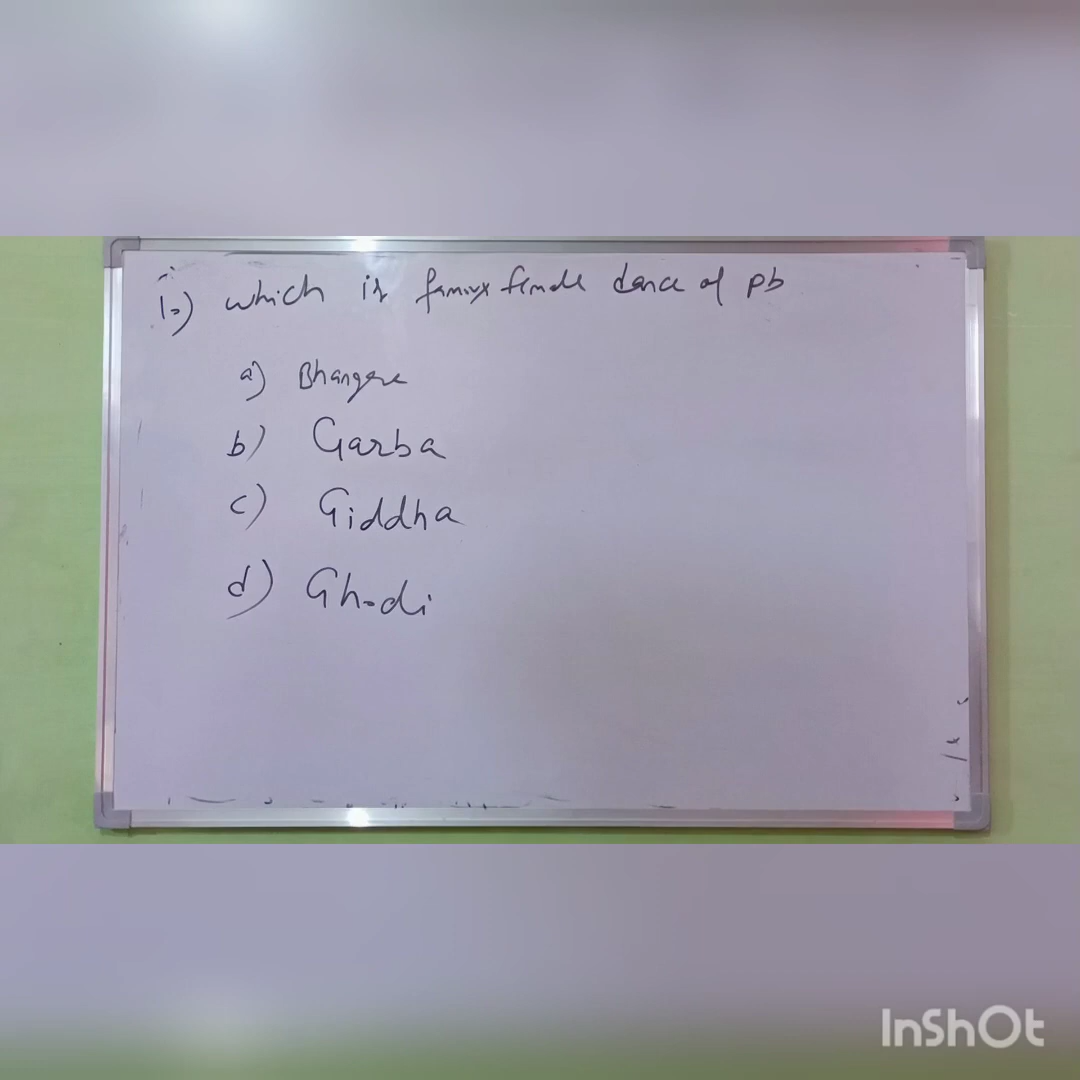 1.) which is famous female dance of pb
a) Bhangra
b) Garba
c) Giddha
d) Ghodi
InShOt